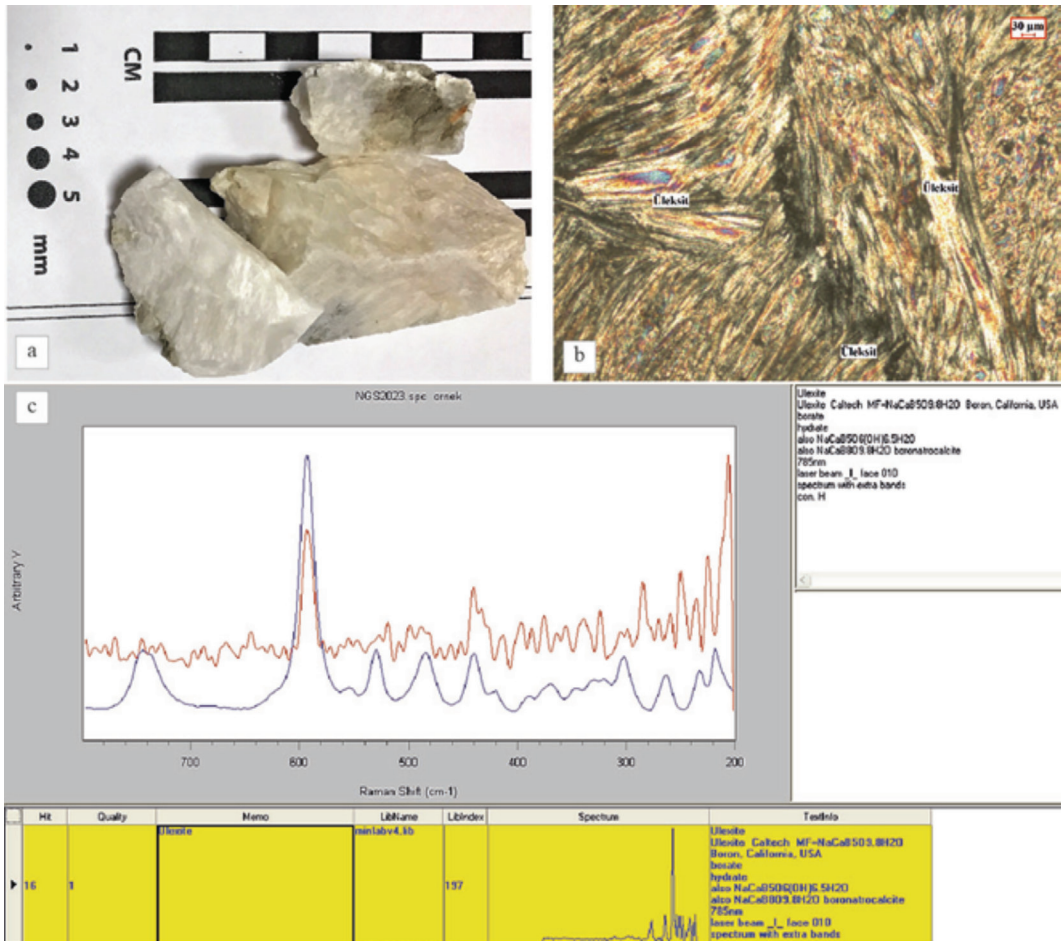 1
2
3
4
5
mm
CM
a
30 µm
Üleksit
Üleksit
Üleksit
b
c
NGS2023.spc ornek
Arbitrary Y
700
600
500
400
300
200
Raman Shift (cm-1)
Ulexite
Ulexite Caltech MF=NaCaB5O9.8H2O Boron, California, USA
borate
hydrate
also NaCaB5O6(OH)6.5H2O
also NaCaB8O9.8H2O boronatrocalcite
785nm
laser beam _|_ face 010
spectrum with extra bands
con. H
Hit Quality Memo LibName LibIndex Spectrum TextInfo
16 1 Ulexite minlabv4.lib 197
Ulexite
Ulexite Caltech MF=NaCaB5O9.8H2O
Boron, California, USA
borate
hydrate
also NaCaB5O6(OH)6.5H2O
also NaCaB8O9.8H2O boronatrocalcite
785nm
laser beam _|_ face 010
spectrum with extra bands